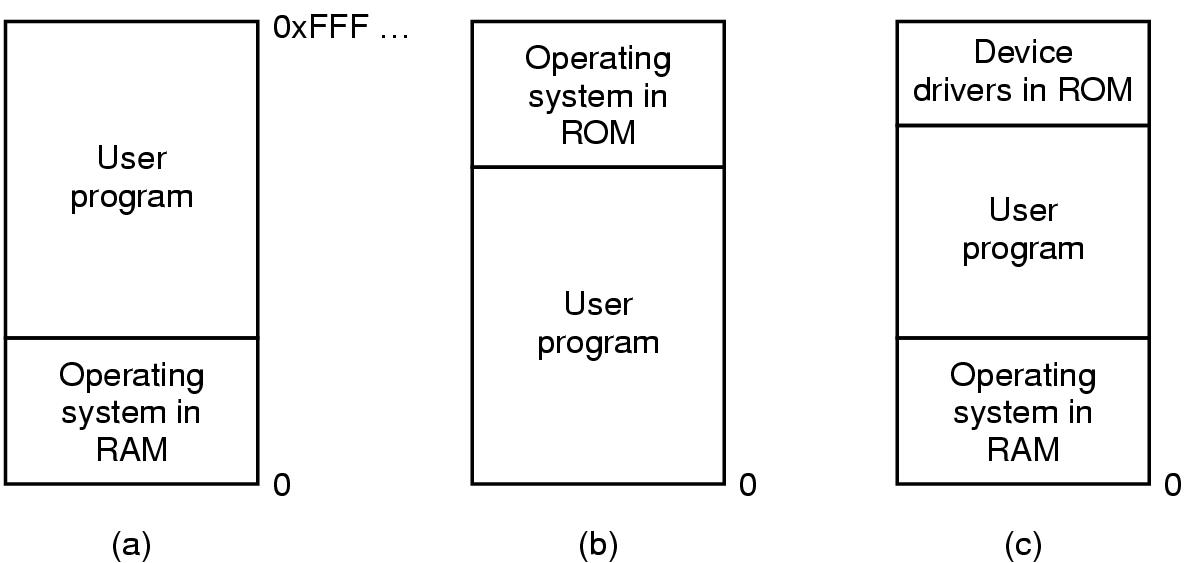 User
program
Operating
system in
RAM
0xFFF …
0
(a)
Operating
system in
ROM
User
program
0
(b)
Device
drivers in ROM
User
program
Operating
system in
RAM
0
(c)